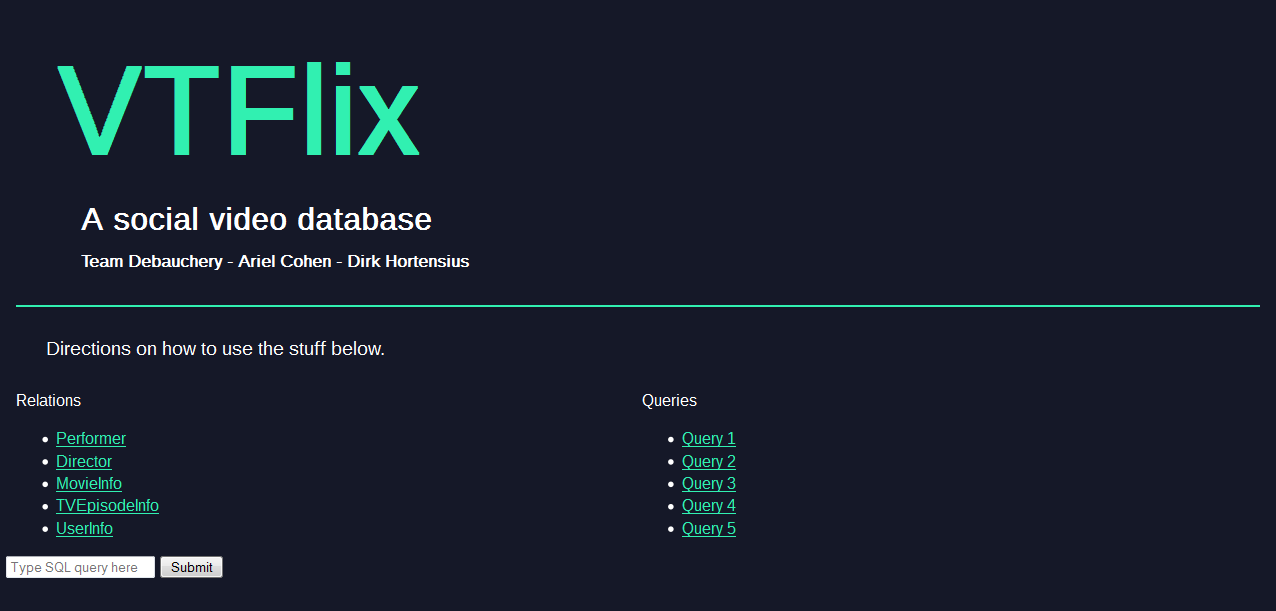 VTFlix
A social video database
Team Debauchery - Ariel Cohen - Dirk Hortensius
Directions on how to use the stuff below.
Relations
Performer
Director
MovieInfo
TVEpisodeInfo
UserInfo
Queries
Query 1
Query 2
Query 3
Query 4
Query 5
Type SQL query here Submit